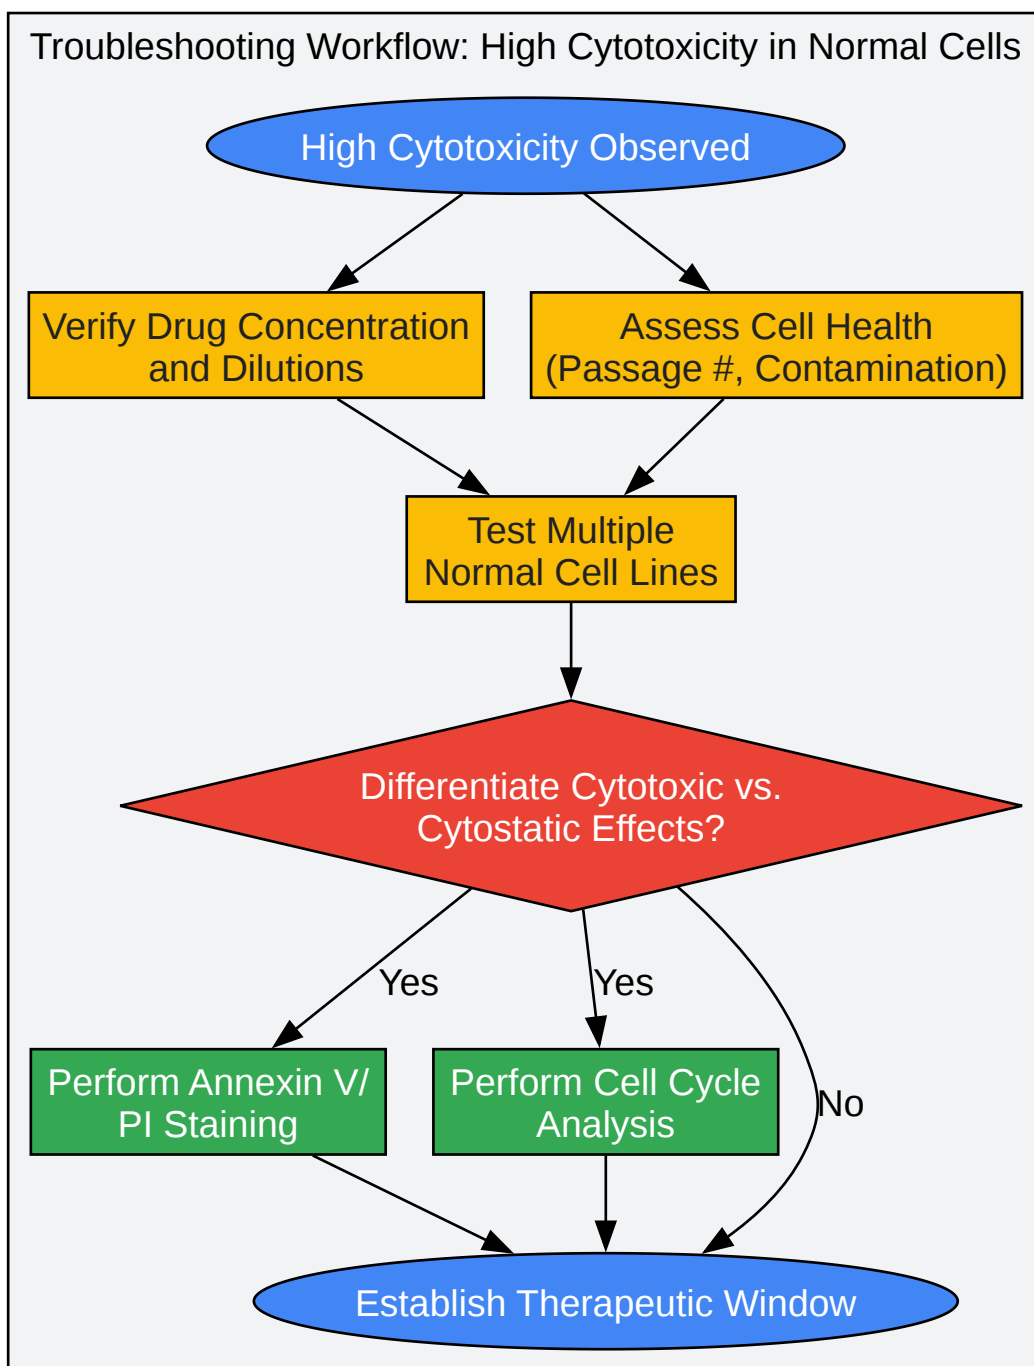 Troubleshooting Workflow: High Cytotoxicity in Normal Cells
High Cytotoxicity Observed
Verify Drug Concentration
and Dilutions
Assess Cell Health
(Passage #, Contamination)
Test Multiple
Normal Cell Lines
Differentiate Cytotoxic vs.
Cytostatic Effects?
Yes
Yes
No
Perform Annexin V/
PI Staining
Perform Cell Cycle
Analysis
Establish Therapeutic Window